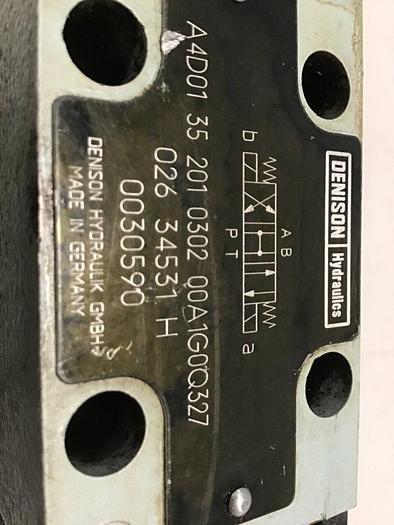 DENISON Hydraulics
A B
b a
P T
A4D01 35 201 0302 00A1G0Q327
026 34531 H
0030590
DENISON HYDRAULIK GMBH
MADE IN GERMANY